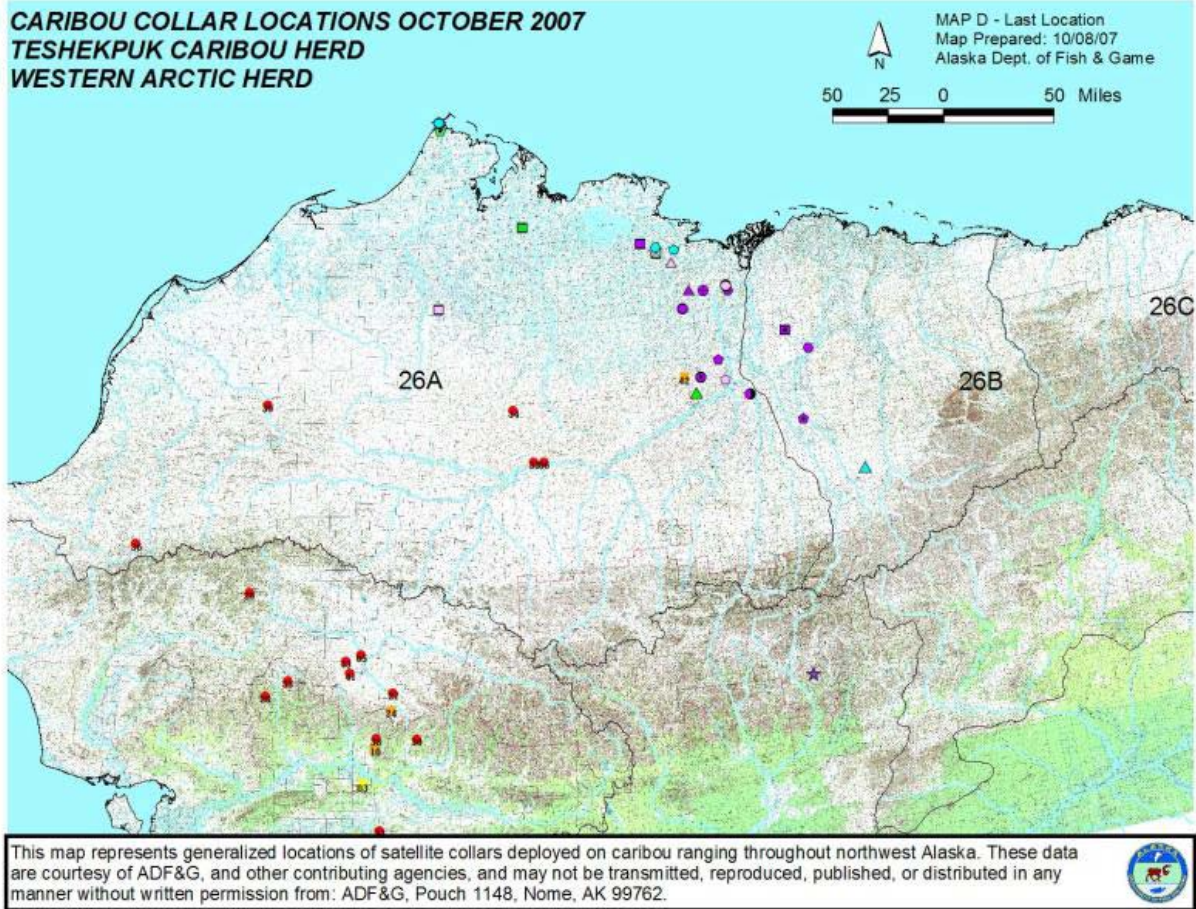 CARIBOU COLLAR LOCATIONS OCTOBER 2007
TESHEKPUK CARIBOU HERD
WESTERN ARCTIC HERD
MAP D - Last Location
Map Prepared: 10/08/07
Alaska Dept. of Fish & Game
N
50 25 0 50 Miles
26C
26A
26B
This map represents generalized locations of satellite collars deployed on caribou ranging throughout northwest Alaska. These data
are courtesy of ADF&G, and other contributing agencies, and may not be transmitted, reproduced, published, or distributed in any
manner without written permission from: ADF&G, Pouch 1148, Nome, AK 99762.